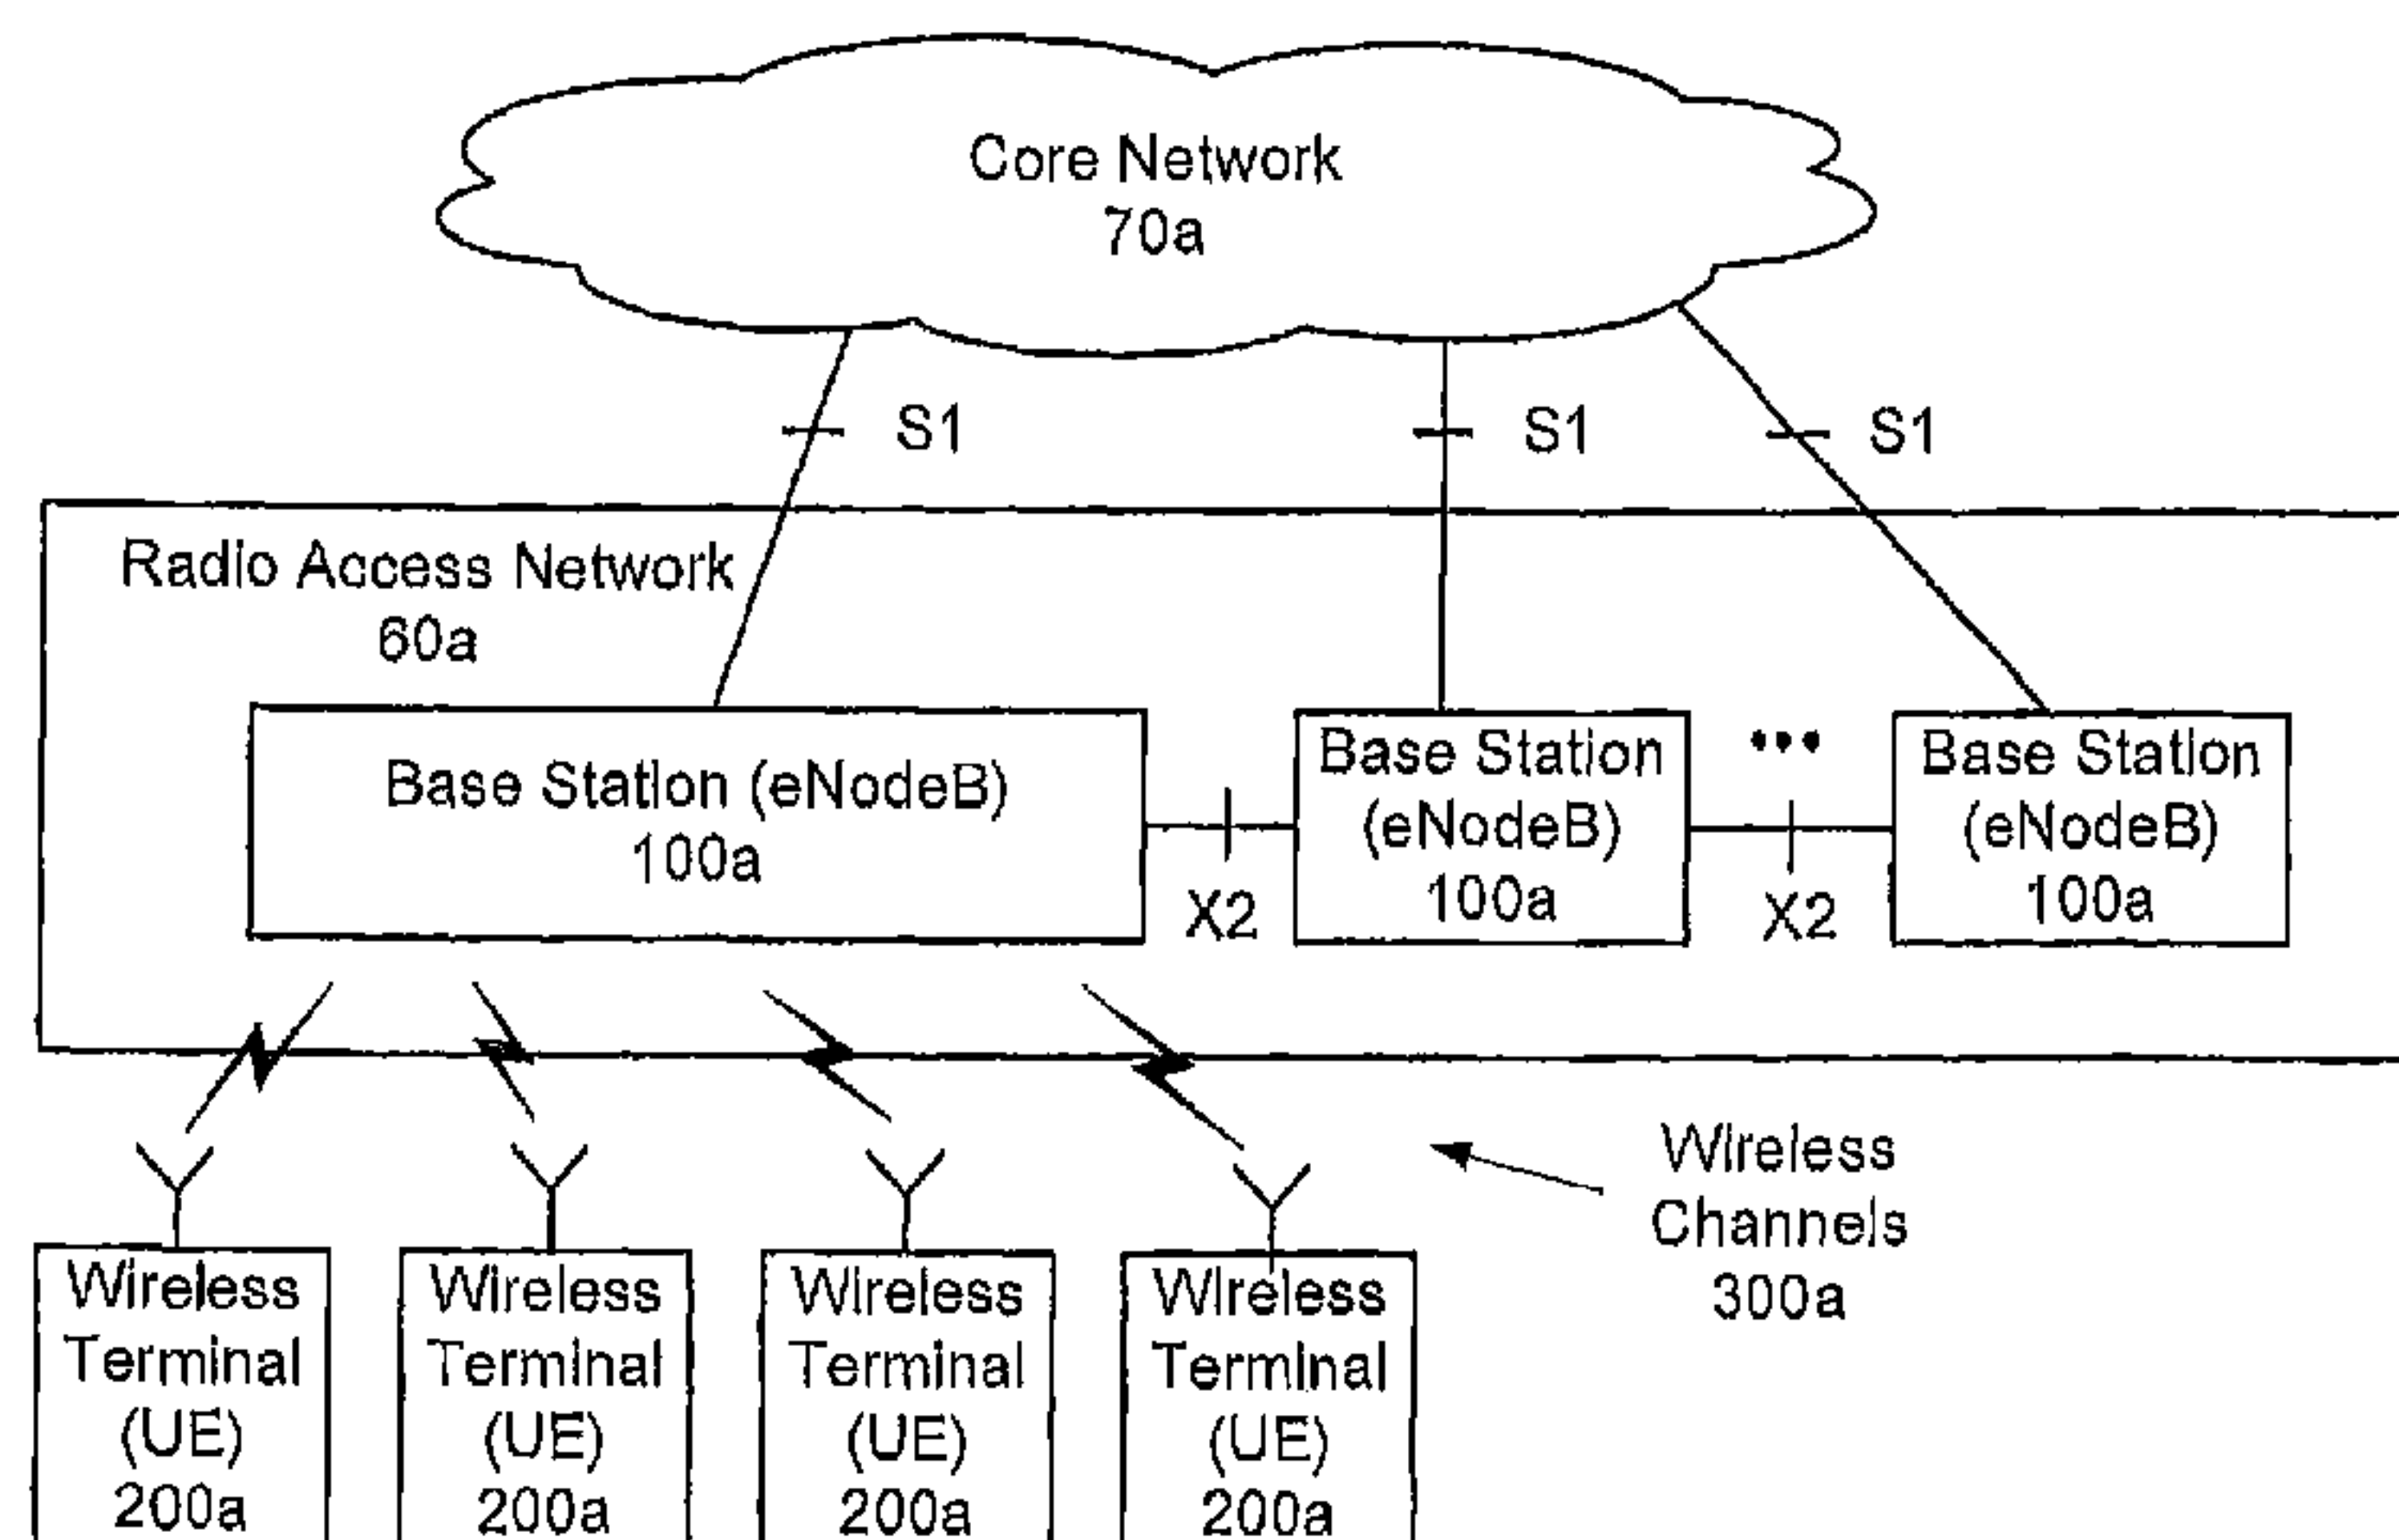 Core Network
70a
S1
S1
S1
Radio Access Network
60a
Base Station (eNodeB)
100a
X2
Base Station
(eNodeB)
100a
•••
X2
Base Station
(eNodeB)
100a
Wireless
Channels
300a
Wireless
Terminal
(UE)
200a
Wireless
Terminal
(UE)
200a
Wireless
Terminal
(UE)
200a
Wireless
Terminal
(UE)
200a